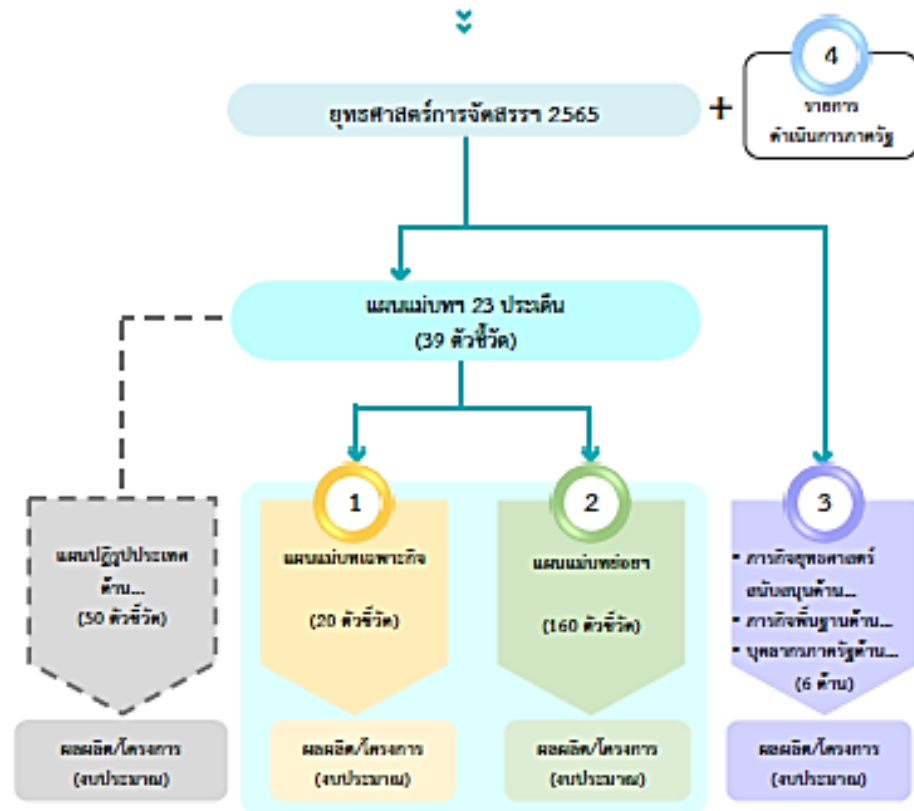 4
ยุทธศาสตร์การจัดสรรฯ 2565
+
รายการ
ดำเนินการภาครัฐ
แผนแม่บทฯ 23 ประเด็น
(39 ตัวชี้วัด)
1
2
3
แผนปฏิรูปประเทศ
ด้าน...
(50 ตัวชี้วัด)
แผนแม่บทเฉพาะกิจ
(20 ตัวชี้วัด)
แผนแม่บทย่อยฯ
(160 ตัวชี้วัด)
▪ ภารกิจยุทธศาสตร์
สนับสนุนด้าน...
▪ ภารกิจพื้นฐานด้าน...
▪ บุคลากรภาครัฐด้าน...
(6 ด้าน)
ผลผลิต/โครงการ
(งบประมาณ)
ผลผลิต/โครงการ
(งบประมาณ)
ผลผลิต/โครงการ
(งบประมาณ)
ผลผลิต/โครงการ
(งบประมาณ)